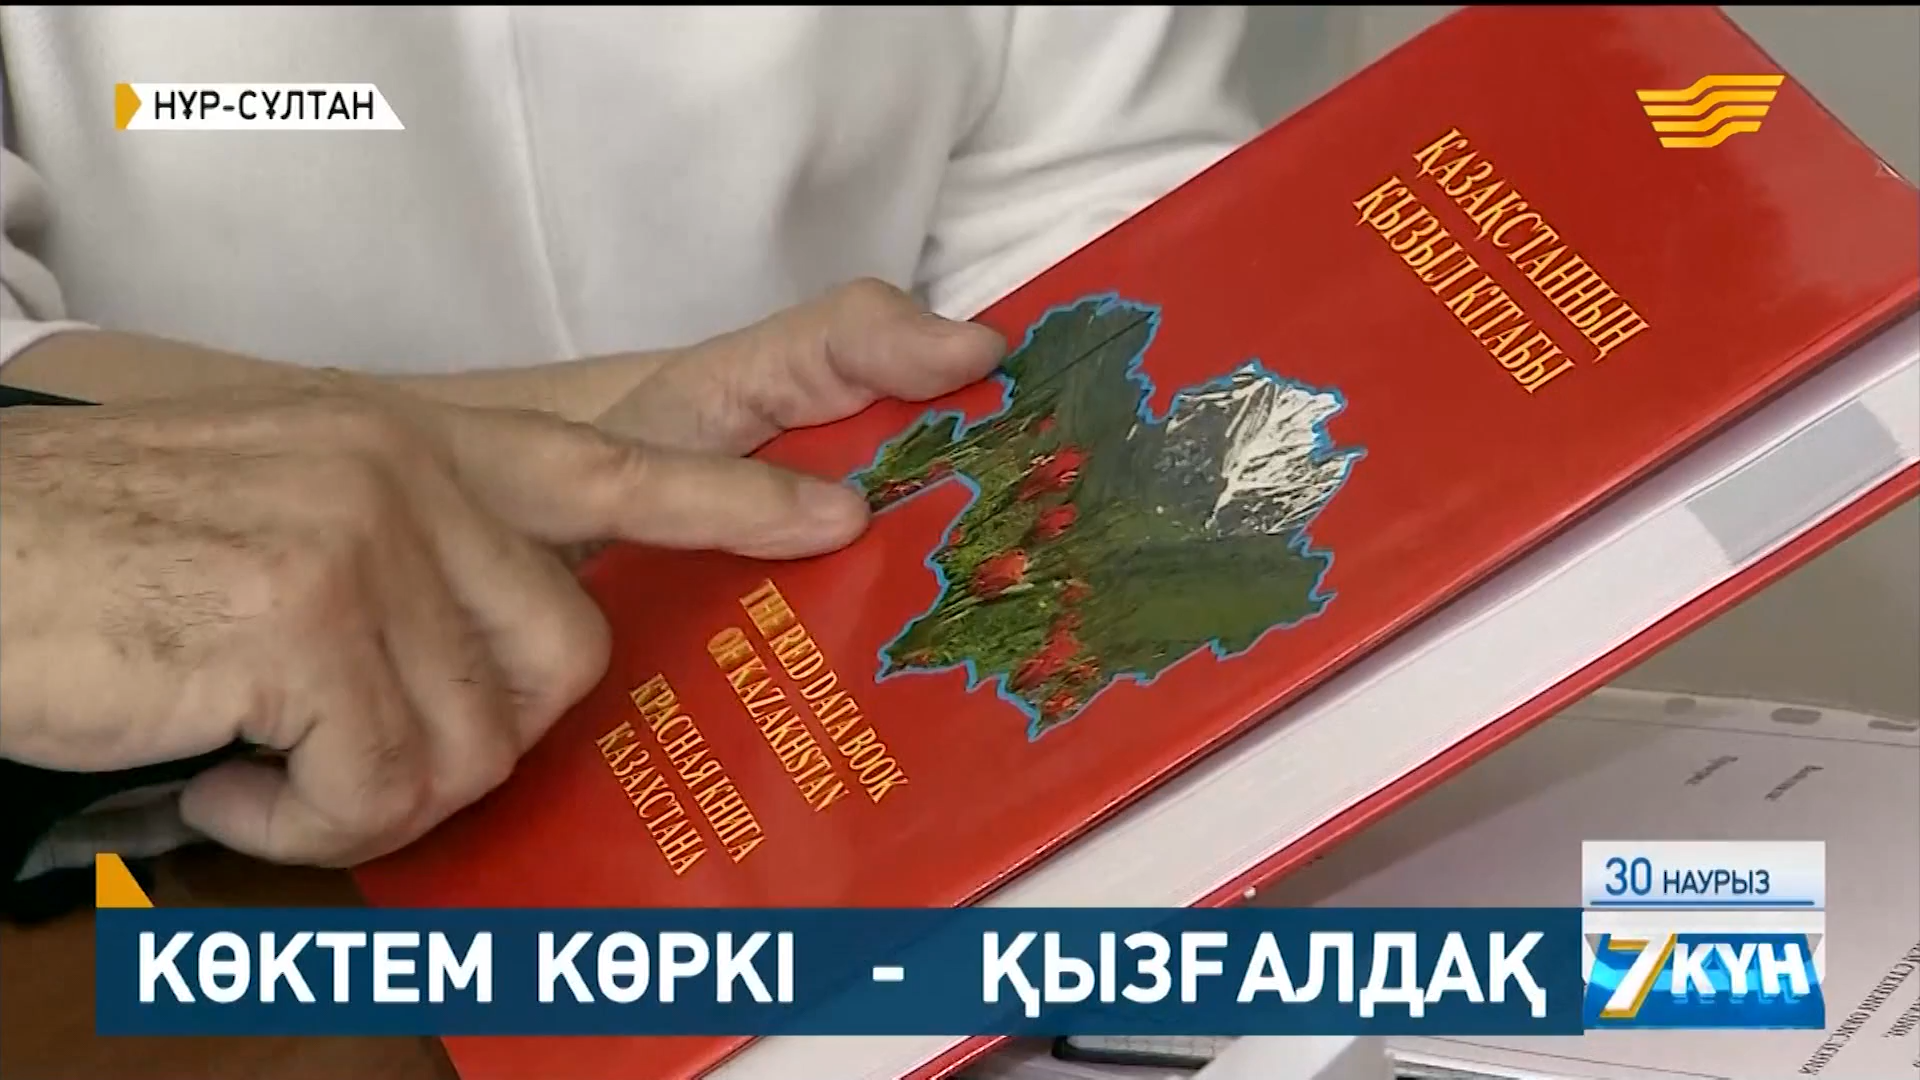 НҰР-СҰЛТАН
ҚАЗАҚСТАННЫҢ
ҚЫЗЫЛ КІТАБЫ
THE RED DATA BOOK
OF KAZAKHSTAN
КРАСНАЯ КНИГА
КАЗАХСТАНА
30 НАУРЫЗ
КӨКТЕМ КӨРКІ - ҚЫЗҒАЛДАҚ
7КҮН